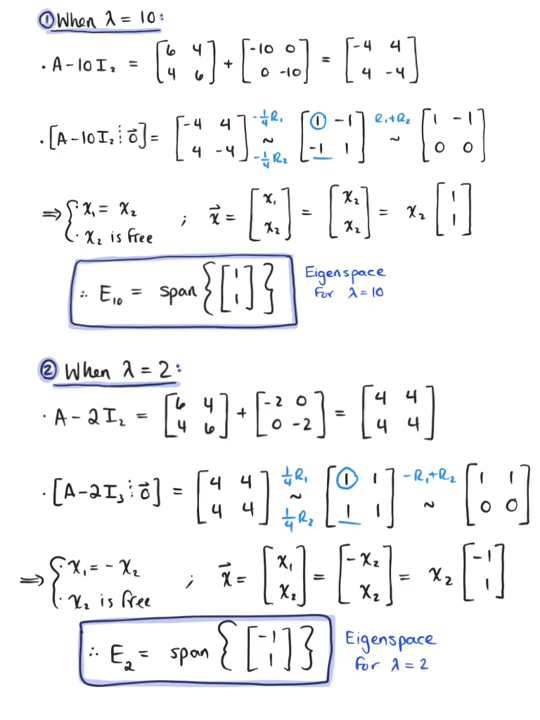 ① When λ = 10:
· A-10I₂ = [6 4; 4 6] + [-10 0; 0 -10] = [-4 4; 4 -4]
· [A-10I₂ ⋮ 0⃗] = [-4 4; 4 -4] -¼R₁ ~ -¼R₂ [1 -1; -1 1] R₁+R₂ ~ [1 -1; 0 0]
⇒ { · x₁ = x₂ · x₂ is free ; x⃗ = [x₁; x₂] = [x₂; x₂] = x₂ [1; 1]
∴ E₁₀ = span {[1; 1]} Eigenspace for λ=10
② When λ = 2:
· A - 2I₂ = [6 4; 4 6] + [-2 0; 0 -2] = [4 4; 4 4]
· [A-2I₃ ⋮ 0⃗] = [4 4; 4 4] ¼R₁ ~ ¼R₂ [1 1; 1 1] -R₁+R₂ ~ [1 1; 0 0]
⇒ { · x₁ = -x₂ · x₂ is free ; x⃗ = [x₁; x₂] = [-x₂; x₂] = x₂ [-1; 1]
∴ E₂ = span {[-1; 1]} Eigenspace for λ = 2